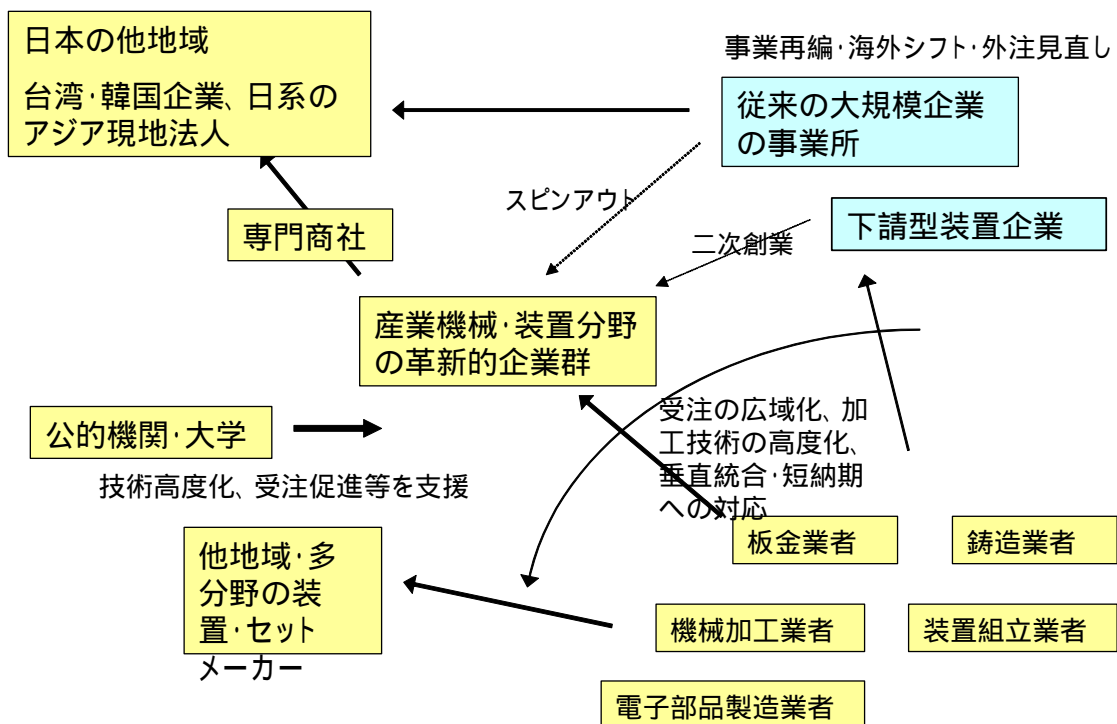 日本の他地域
台湾・韓国企業、日系の
アジア現地法人
事業再編・海外シフト・外注見直し
従来の大規模企業
の事業所
スピンアウト
専門商社
下請型装置企業
二次創業
産業機械・装置分野
の革新的企業群
公的機関・大学
受注の広域化、加
工技術の高度化、
垂直統合・短納期
への対応
技術高度化、受注促進等を支援
板金業者
鋳造業者
他地域・多
分野の装
置・セット
メーカー
機械加工業者
装置組立業者
電子部品製造業者